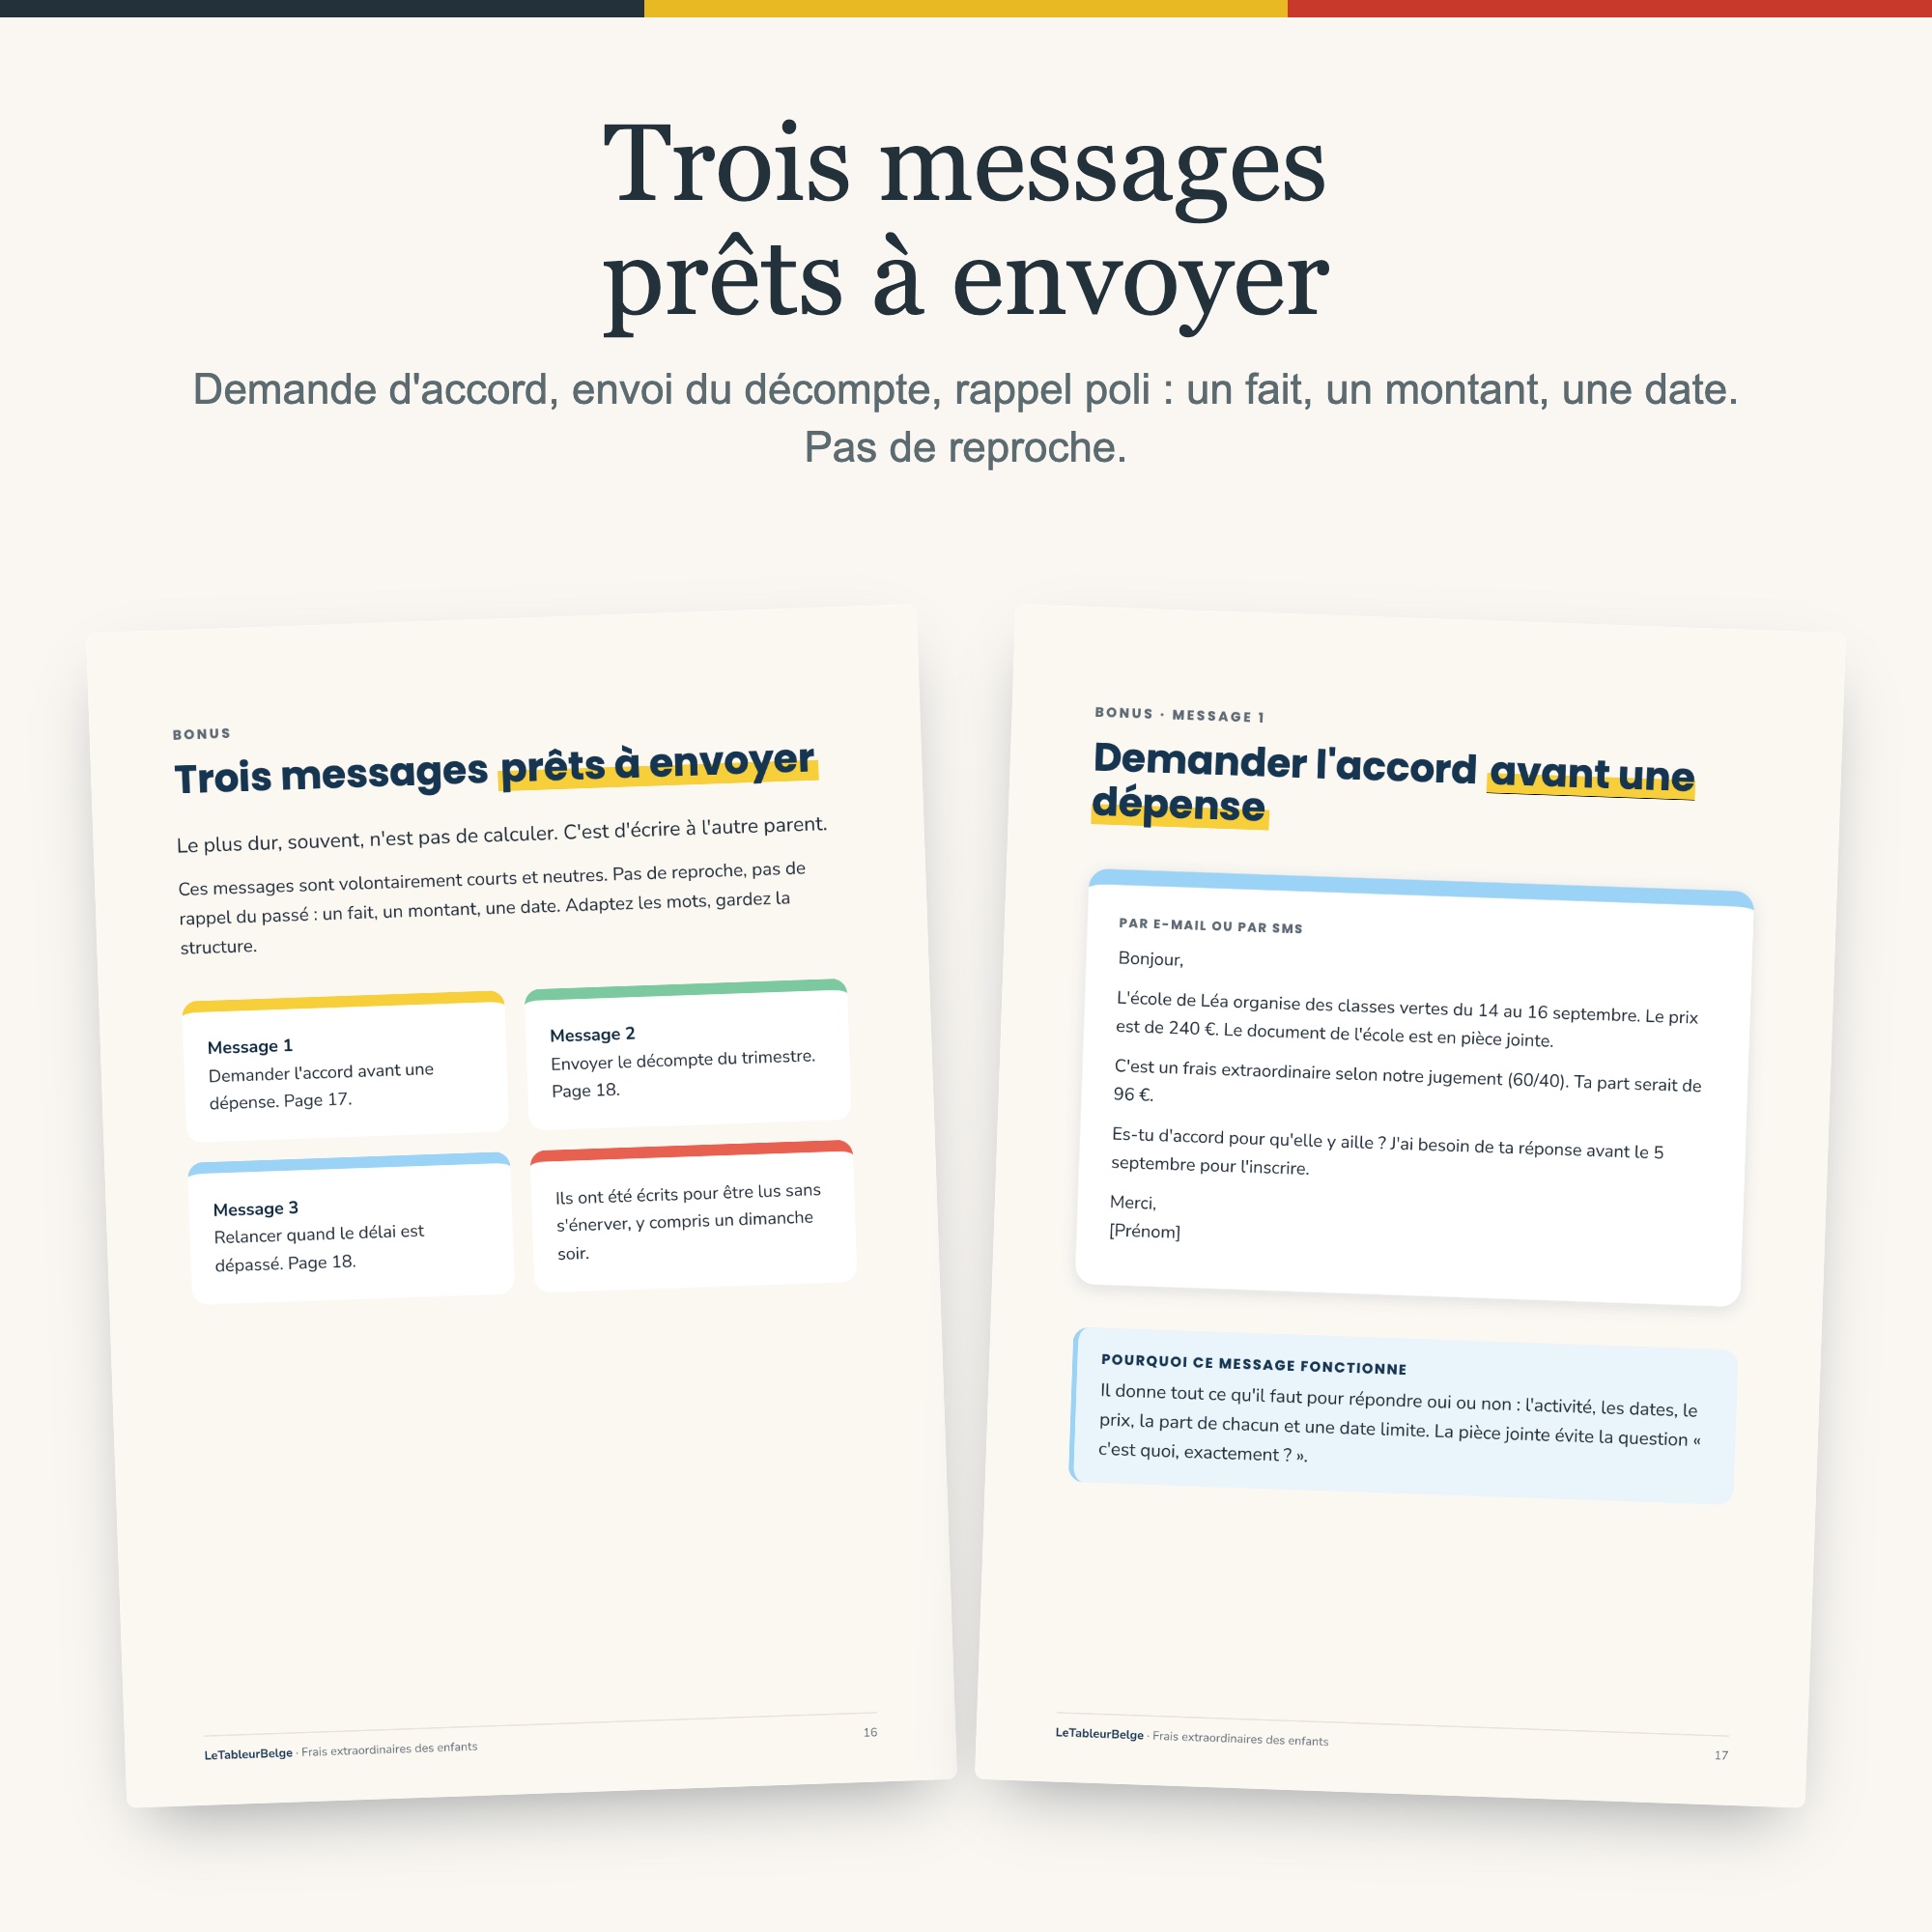 Trois messages
prêts à envoyer
Demande d'accord, envoi du décompte, rappel poli : un fait, un montant, une date.
Pas de reproche.
BONUS
Trois messages prêts à envoyer
Le plus dur, souvent, n'est pas de calculer. C'est d'écrire à l'autre parent.
Ces messages sont volontairement courts et neutres. Pas de reproche, pas de
rappel du passé : un fait, un montant, une date. Adaptez les mots, gardez la
structure.
Message 1
Demander l'accord avant une
dépense. Page 17.
Message 2
Envoyer le décompte du trimestre.
Page 18.
Message 3
Relancer quand le délai est
dépassé. Page 18.
Ils ont été écrits pour être lus sans
s'énerver, y compris un dimanche
soir.
LeTableurBelge · Frais extraordinaires des enfants
16
BONUS · MESSAGE 1
Demander l'accord avant une
dépense
PAR E-MAIL OU PAR SMS
Bonjour,
L'école de Léa organise des classes vertes du 14 au 16 septembre. Le prix
est de 240 €. Le document de l'école est en pièce jointe.
C'est un frais extraordinaire selon notre jugement (60/40). Ta part serait de
96 €.
Es-tu d'accord pour qu'elle y aille ? J'ai besoin de ta réponse avant le 5
septembre pour l'inscrire.
Merci,
[Prénom]
POURQUOI CE MESSAGE FONCTIONNE
Il donne tout ce qu'il faut pour répondre oui ou non : l'activité, les dates, le
prix, la part de chacun et une date limite. La pièce jointe évite la question «
c'est quoi, exactement ? ».
LeTableurBelge · Frais extraordinaires des enfants
17